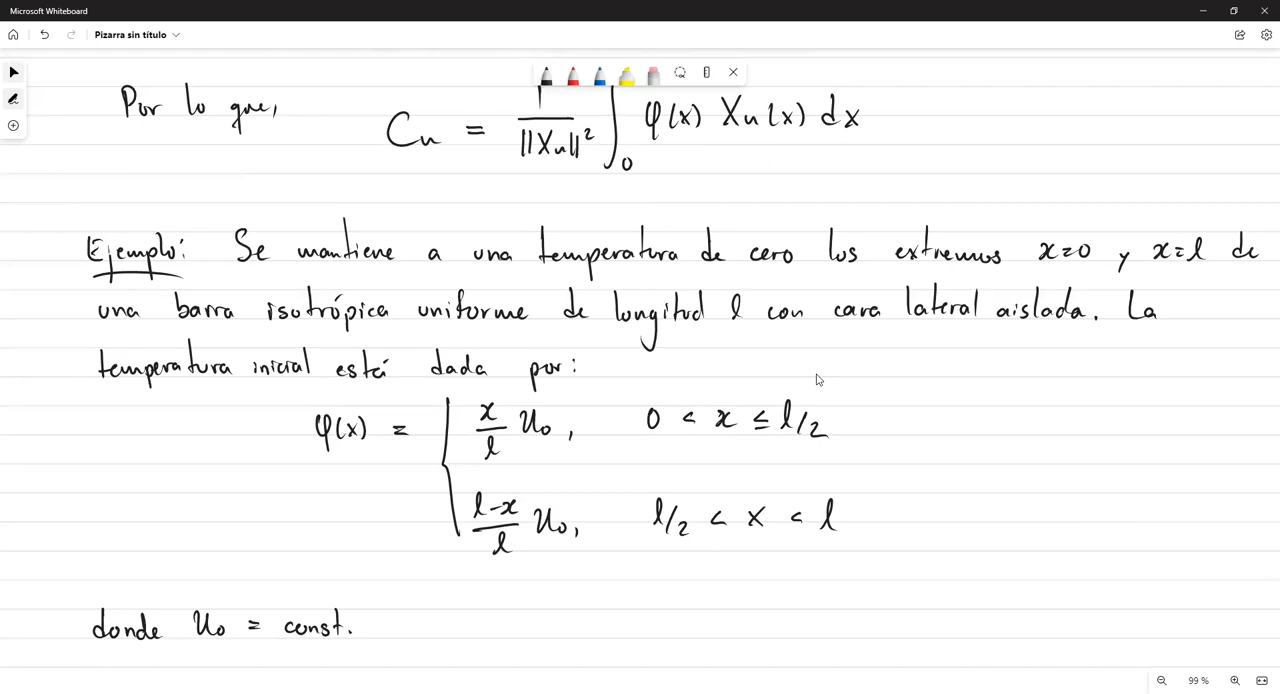 Microsoft Whiteboard
Pizarra sin título
Por lo que,
Cn = 1/||Xn||² ∫₀ φ(x) Xn(x) dx
Ejemplo: Se mantiene a una temperatura de cero los extremos x=0 y x=l de
una barra isotrópica uniforme de longitud l con cara lateral aislada. La
temperatura inicial está dada por:
φ(x) = { x/l u₀, 0 < x ≤ l/2
l-x/l u₀, l/2 < x < l
donde u₀ = const.
99 %